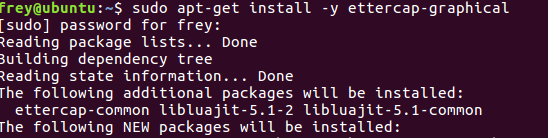 frey@ubuntu:~$ sudo apt-get install -y ettercap-graphical
[sudo] password for frey:
Reading package lists... Done
Building dependency tree
Reading state information... Done
The following additional packages will be installed:
  ettercap-common libluajit-5.1-2 libluajit-5.1-common
The following NEW packages will be installed: